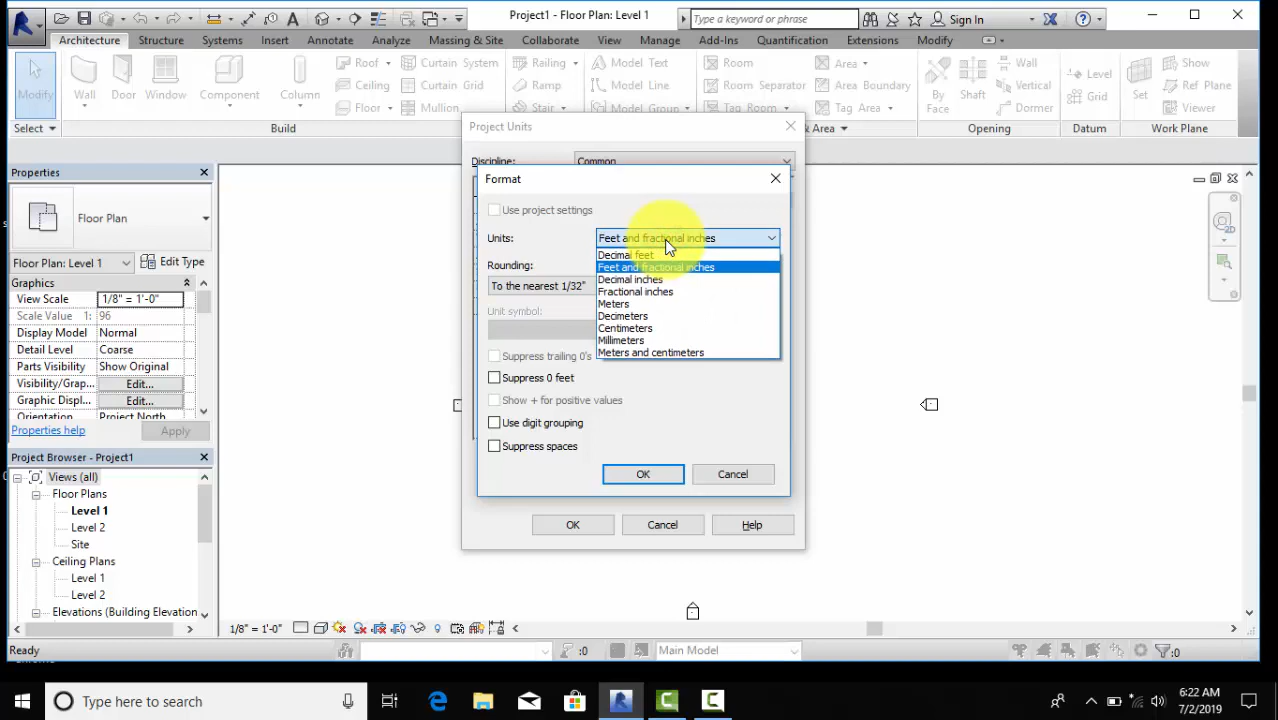 Project1 - Floor Plan: Level 1
Type a keyword or phrase
Sign In
Architecture Structure Systems Insert Annotate Analyze Massing & Site Collaborate View Manage Add-Ins Quantification Extensions Modify
Modify
Wall
Door
Window
Component
Column
Roof
Ceiling
Floor
Curtain System
Curtain Grid
Mullion
Railing
Ramp
Stair
Model Text
Model Line
Model Group
Room
Room Separator
Tag Room
Area
Area Boundary
Tag Area
By Face
Shaft
Wall
Vertical
Dormer
Level
Grid
Set
Show
Ref Plane
Viewer
Select
Build
& Area
Opening
Datum
Work Plane
Properties
Floor Plan
Floor Plan: Level 1
Edit Type
Graphics
View Scale 1/8" = 1'-0"
Scale Value 1: 96
Display Model Normal
Detail Level Coarse
Parts Visibility Show Original
Visibility/Grap... Edit...
Graphic Displ... Edit...
Orientation Project North
Properties help
Apply
Project Browser - Project1
Views (all)
Floor Plans
Level 1
Level 2
Site
Ceiling Plans
Level 1
Level 2
Elevations (Building Elevation
Project Units
Discipline: Common
Format
Use project settings
Units: Feet and fractional inches
Decimal feet
Feet and fractional inches
Decimal inches
Fractional inches
Meters
Decimeters
Centimeters
Millimeters
Meters and centimeters
Rounding:
To the nearest 1/32"
Unit symbol:
Suppress trailing 0's
Suppress 0 feet
Show + for positive values
Use digit grouping
Suppress spaces
OK Cancel
OK Cancel Help
1/8" = 1'-0"
Ready
:0
Main Model
:0
Type here to search
6:22 AM
7/2/2019